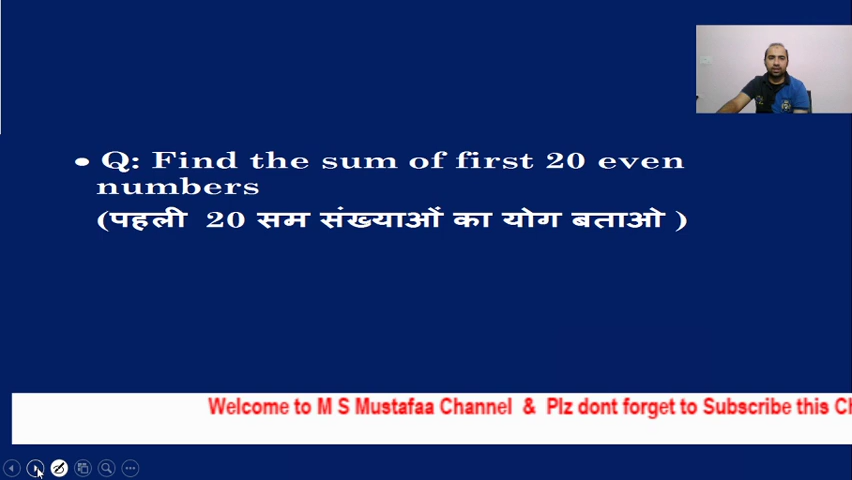 • Q: Find the sum of first 20 even
numbers
(पहली 20 सम संख्याओं का योग बताओ )
Welcome to M S Mustafaa Channel & Plz dont forget to Subscribe this